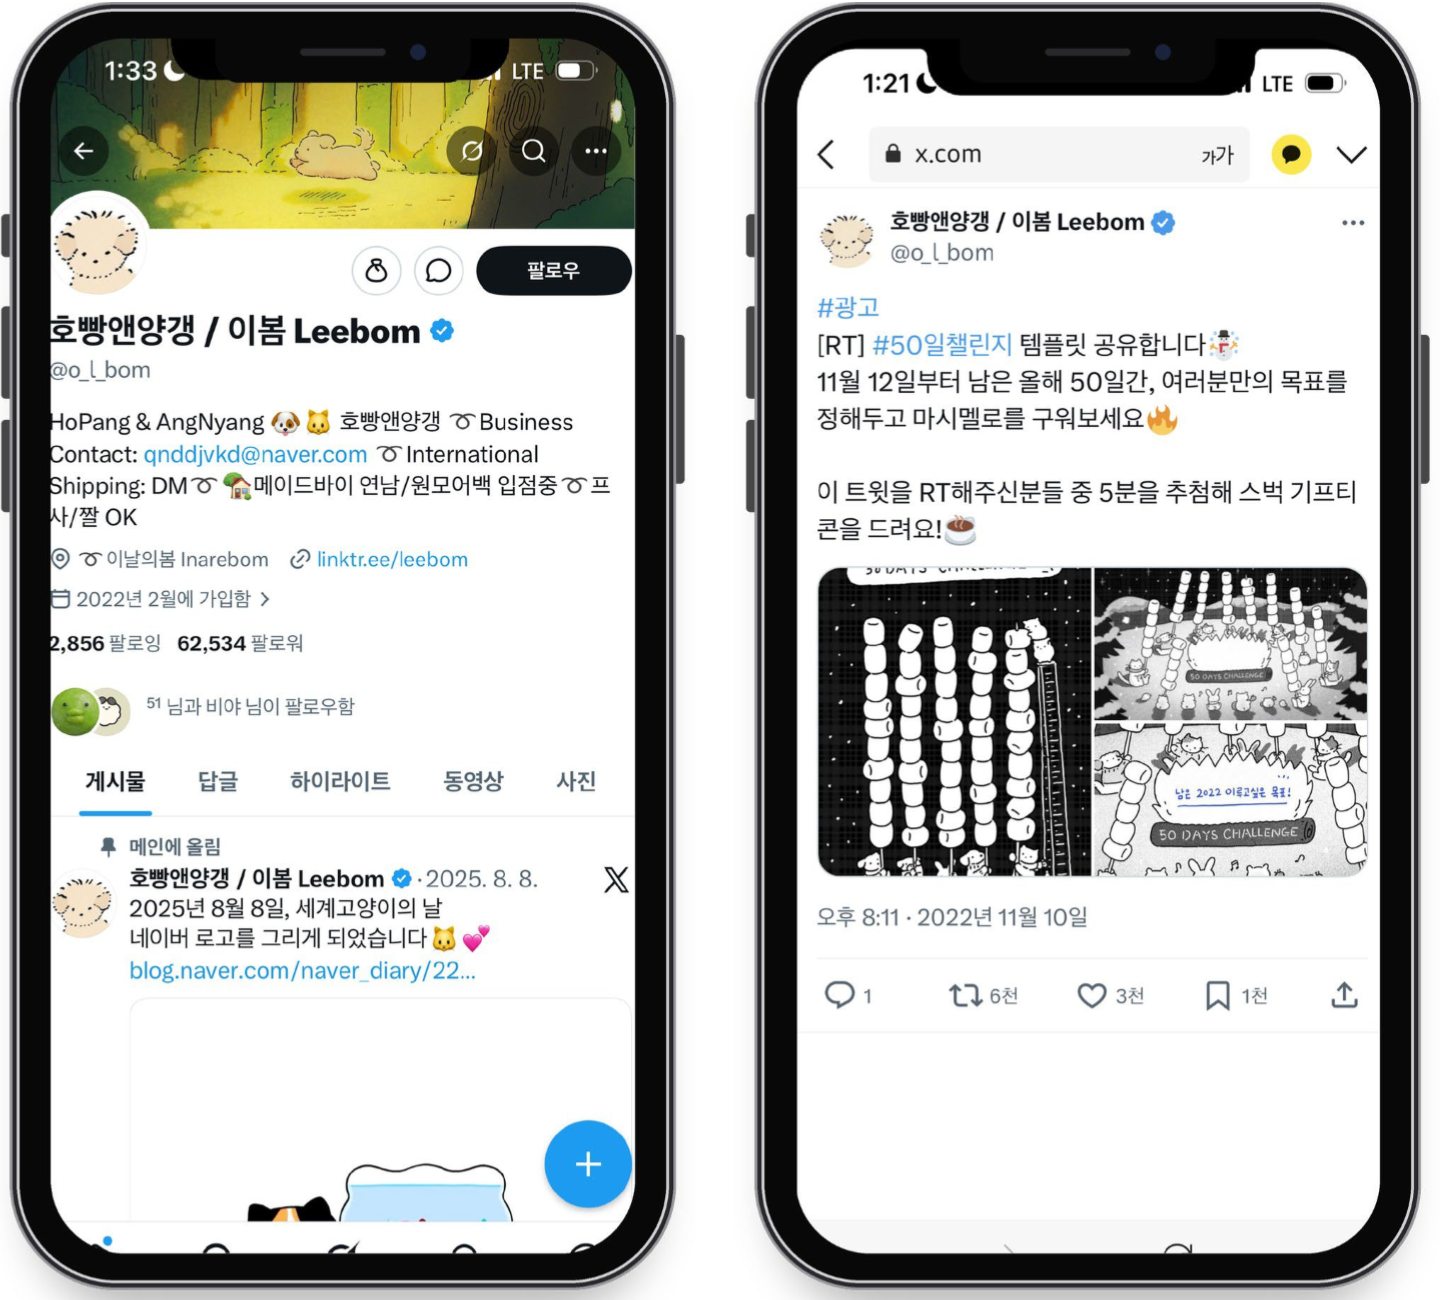 1:33
LTE
팔로우
호빵앤양갱 / 이봄 Leebom
@o_l_bom
HoPang & AngNyang 🐶🐱 호빵앤양갱 ➰Business
Contact: qnddjvkd@naver.com ➰International
Shipping: DM➰ 🏡메이드바이 연남/원모어백 입점중➰프
사/짤 OK
➰이날의봄 Inarebom linktr.ee/leebom
2022년 2월에 가입함
2,856 팔로잉 62,534 팔로워
51 님과 비야 님이 팔로우함
게시물 답글 하이라이트 동영상 사진
메인에 올림
호빵앤양갱 / 이봄 Leebom · 2025. 8. 8.
2025년 8월 8일, 세계고양이의 날
네이버 로고를 그리게 되었습니다🐱💕
blog.naver.com/naver_diary/22...
1:21
LTE
x.com 가가
호빵앤양갱 / 이봄 Leebom
@o_l_bom
#광고
[RT] #50일챌린지 템플릿 공유합니다☃️
11월 12일부터 남은 올해 50일간, 여러분만의 목표를
정해두고 마시멜로를 구워보세요🔥
이 트윗을 RT해주신분들 중 5분을 추첨해 스벅 기프티
콘을 드려요!☕
50 DAYS CHALLENGE
50 DAYS CHALLENGE
남은 2022 이루고싶은 목표!
50 DAYS CHALLENGE
오후 8:11 · 2022년 11월 10일
1 6천 3천 1천